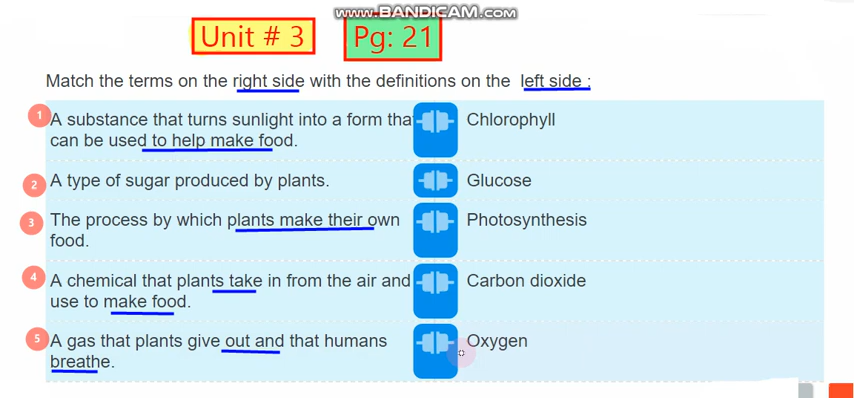 www.BANDICAM.com
Unit # 3 Pg: 21
Match the terms on the right side with the definitions on the left side :
1 A substance that turns sunlight into a form tha Chlorophyll
can be used to help make food.
2 A type of sugar produced by plants. Glucose
3 The process by which plants make their own Photosynthesis
food.
4 A chemical that plants take in from the air and Carbon dioxide
use to make food.
5 A gas that plants give out and that humans Oxygen
breathe.